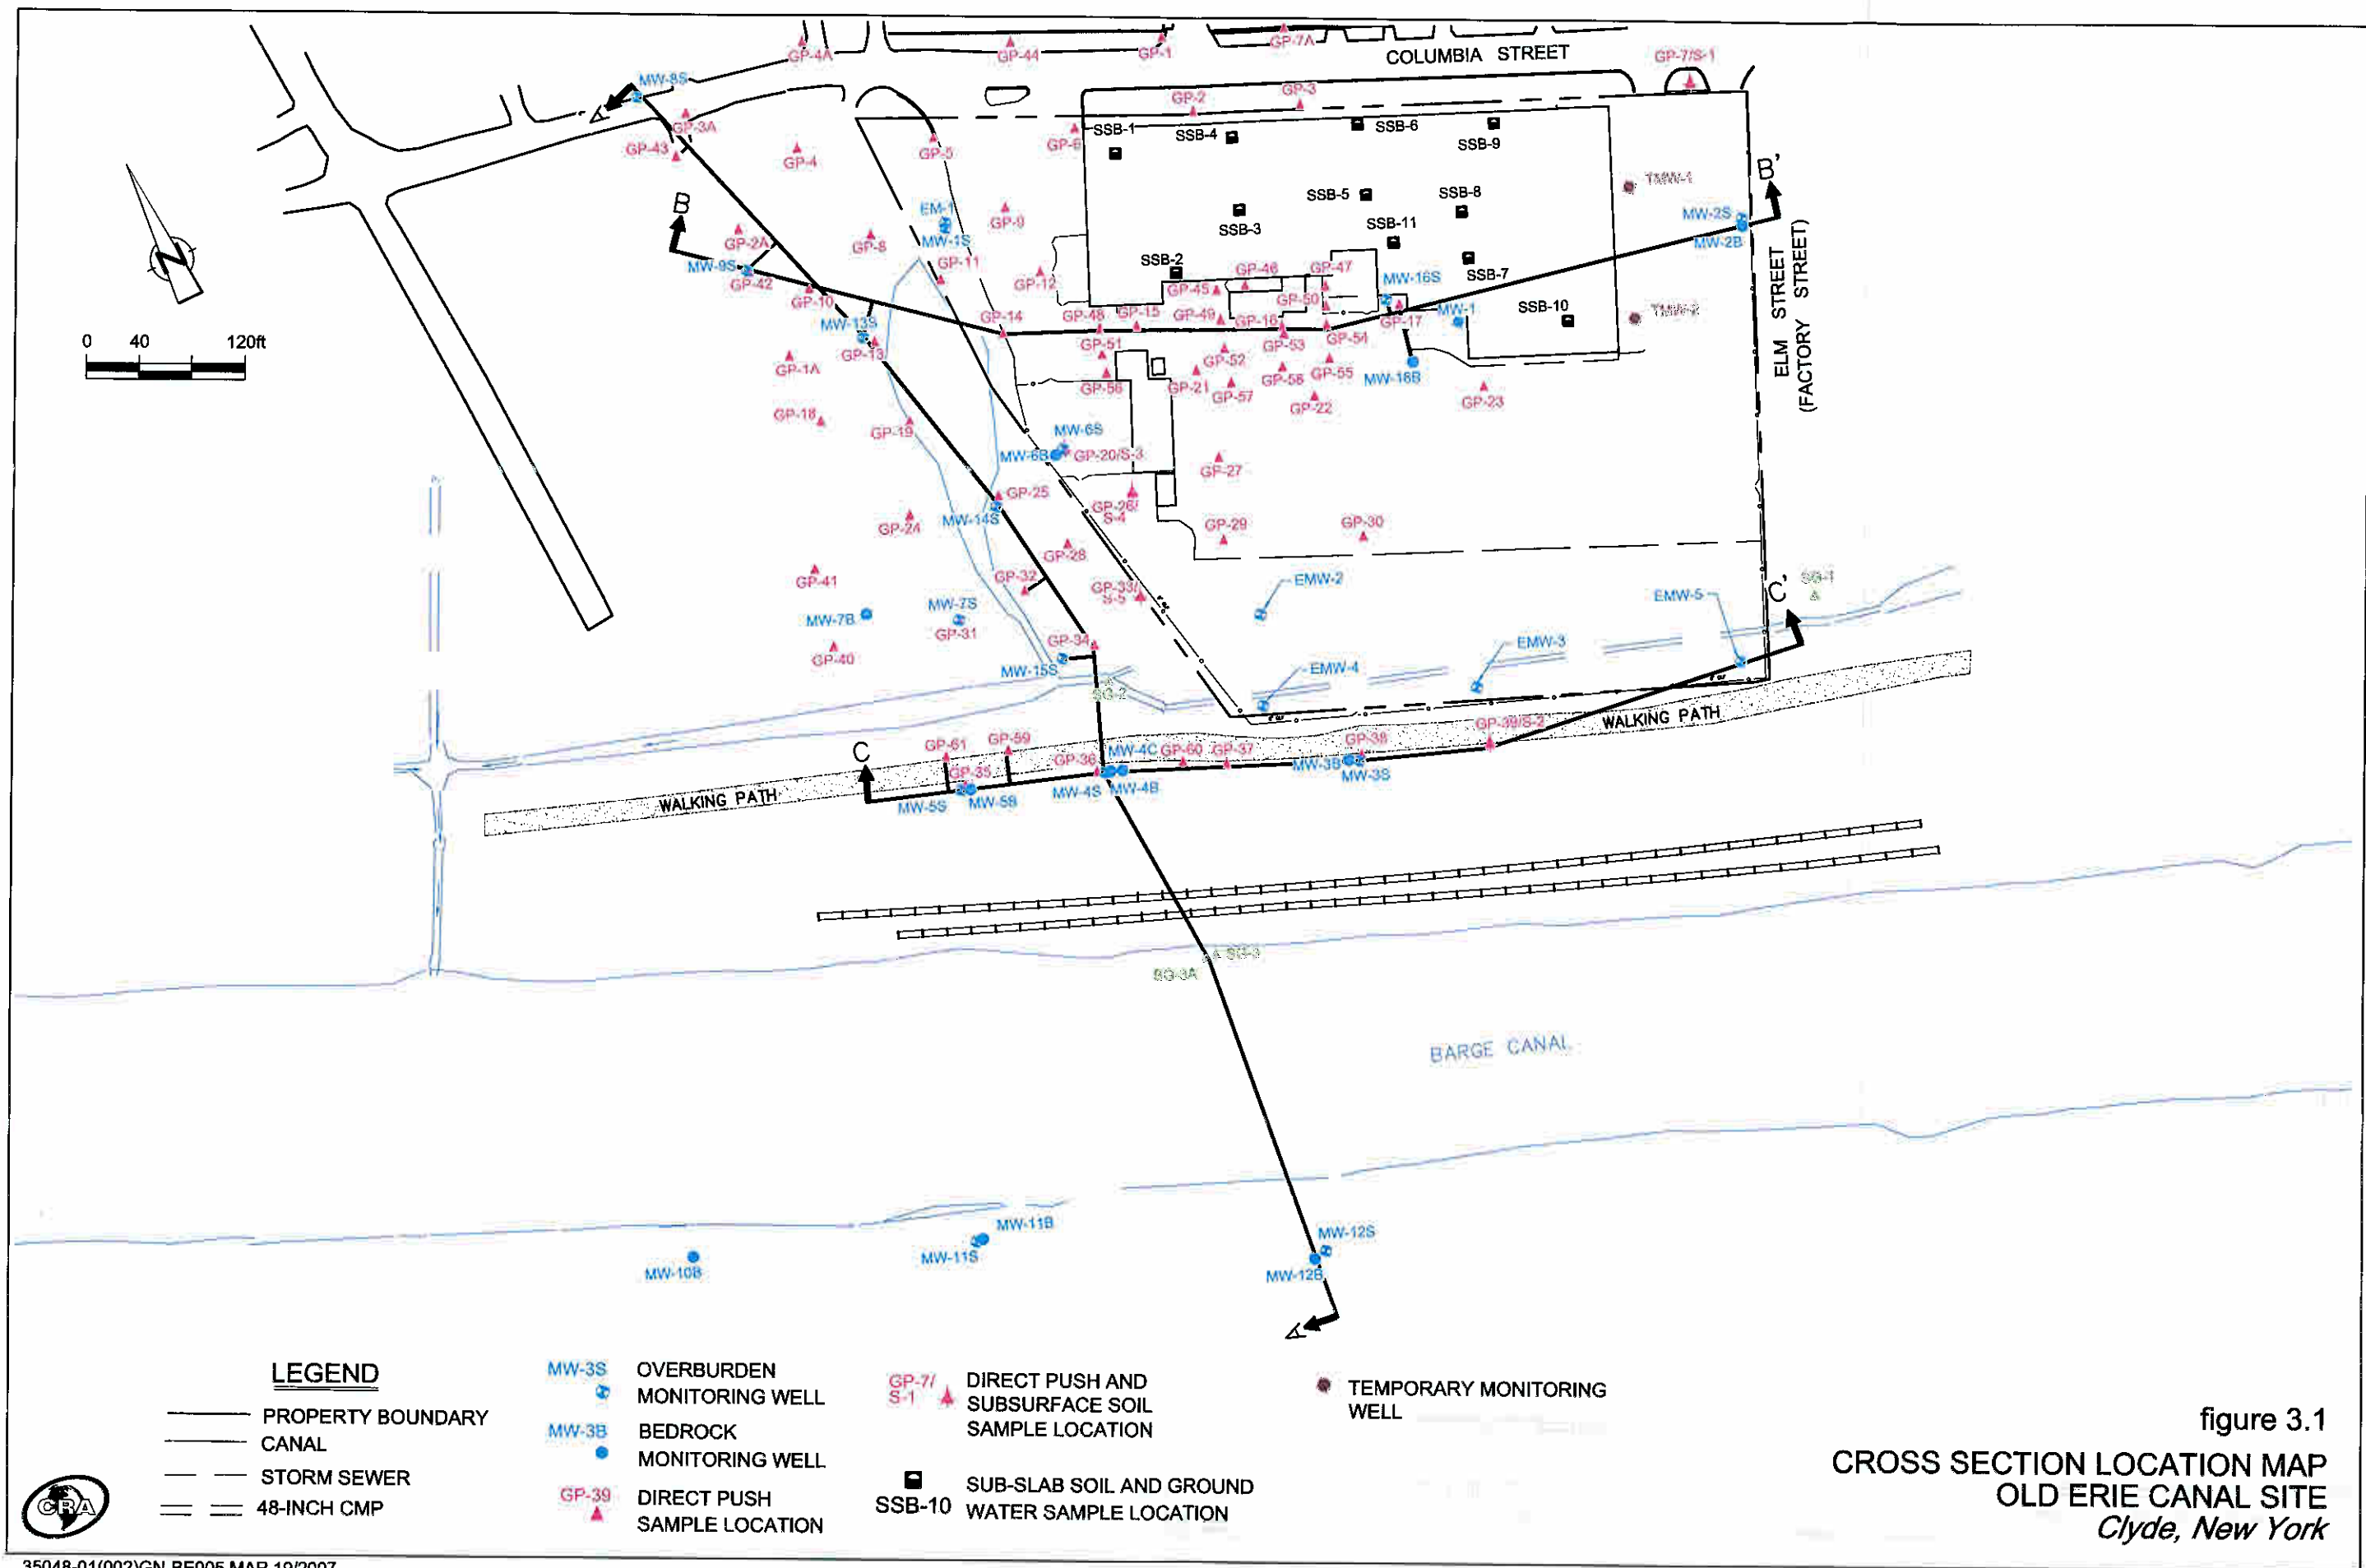 COLUMBIA STREET
GP-4A
GP-44
GP-1
GP-7A
GP-7/S-1
MW-8S
A
GP-3A
GP-43
GP-4
GP-5
GP-6
GP-2
GP-3
SSB-1
SSB-4
SSB-6
SSB-9
B
B'
TMW-1
SSB-5
SSB-8
SSB-3
SSB-11
EM-1
MW-1S
GP-9
GP-8
GP-2A
MW-2S
MW-2B
ELM STREET
(FACTORY STREET)
N
MW-9S
GP-42
GP-10
GP-11
GP-12
SSB-2
GP-45
GP-46
GP-47
MW-16S
SSB-7
SSB-10
TMW-2
GP-50
GP-14
GP-48
GP-15
GP-49
GP-16
GP-17
MW-1
MW-13S
GP-13
GP-51
GP-52
GP-53
GP-54
0 40 120ft
GP-1A
GP-56
GP-21
GP-57
GP-58
GP-55
MW-16B
GP-22
GP-23
GP-18
GP-19
MW-6S
MW-6B
GP-20/S-3
GP-27
GP-25
MW-14S
GP-24
GP-26/
S-4
GP-29
GP-30
GP-28
GP-41
GP-32
GP-33/
S-5
EMW-2
EMW-5
C'
SG-1
MW-7B
MW-7S
GP-31
GP-40
GP-34
MW-15S
EMW-3
EMW-4
SG-2
GP-39/S-2
WALKING PATH
C
GP-61
GP-59
GP-35
GP-36
MW-4C
GP-60
GP-37
GP-38
MW-3B
MW-3S
WALKING PATH
MW-5S
MW-5B
MW-4S
MW-4B
SG-3
SG-3A
BARGE CANAL
MW-11B
MW-11S
MW-10B
MW-12S
MW-12B
A
LEGEND
PROPERTY BOUNDARY
CANAL
STORM SEWER
48-INCH CMP
MW-3S OVERBURDEN
MONITORING WELL
MW-3B BEDROCK
MONITORING WELL
GP-39 DIRECT PUSH
SAMPLE LOCATION
GP-7/
S-1
DIRECT PUSH AND
SUBSURFACE SOIL
SAMPLE LOCATION
SSB-10
SUB-SLAB SOIL AND GROUND
WATER SAMPLE LOCATION
TEMPORARY MONITORING
WELL
CRA
figure 3.1
CROSS SECTION LOCATION MAP
OLD ERIE CANAL SITE
Clyde, New York
35048-01(002)GN-BF005 MAR 19/2007